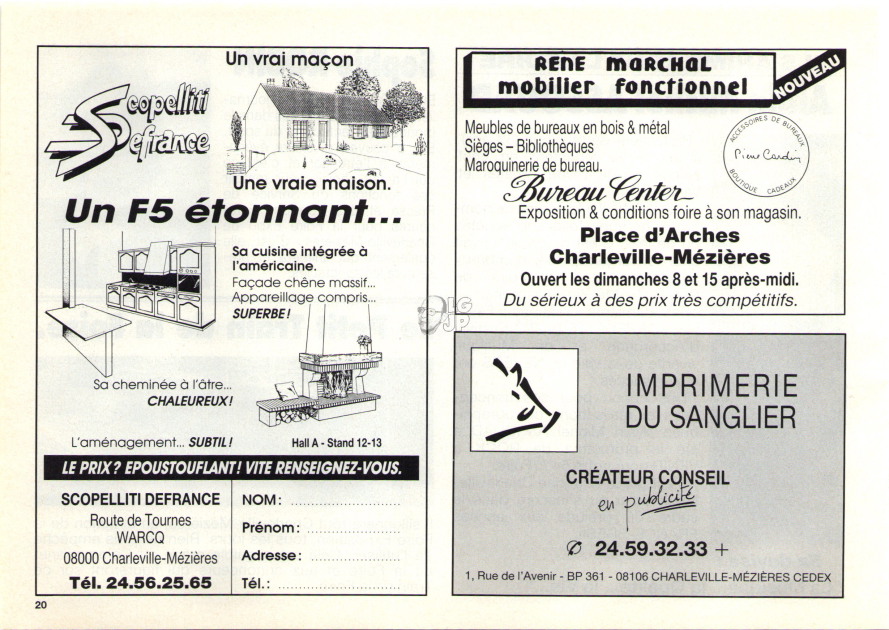 Un vrai maçon
Scopelliti
Defrance
Une vraie maison.
Un F5 étonnant...
Sa cuisine intégrée à
l'américaine.
Façade chêne massif...
Appareillage compris...
SUPERBE !
Sa cheminée à l'âtre...
CHALEUREUX !
L'aménagement... SUBTIL !
Hall A - Stand 12-13
LE PRIX ? EPOUSTOUFLANT ! VITE RENSEIGNEZ-VOUS.
SCOPELLITI DEFRANCE
Route de Tournes
WARCQ
08000 Charleville-Mézières
Tél. 24.56.25.65
NOM :
Prénom :
Adresse :
Tél. :
20
RENE MARCHAL
mobilier fonctionnel
NOUVEAU
Meubles de bureaux en bois & métal
Sièges – Bibliothèques
Maroquinerie de bureau.
ACCESSOIRES DE BUREAUX
Pierre Cardin
BOUTIQUE CADEAUX
Bureau Center
Exposition & conditions foire à son magasin.
Place d'Arches
Charleville-Mézières
Ouvert les dimanches 8 et 15 après-midi.
Du sérieux à des prix très compétitifs.
IMPRIMERIE
DU SANGLIER
CRÉATEUR CONSEIL
en publicité
✆ 24.59.32.33 +
1, Rue de l'Avenir - BP 361 - 08106 CHARLEVILLE-MÉZIÈRES CEDEX